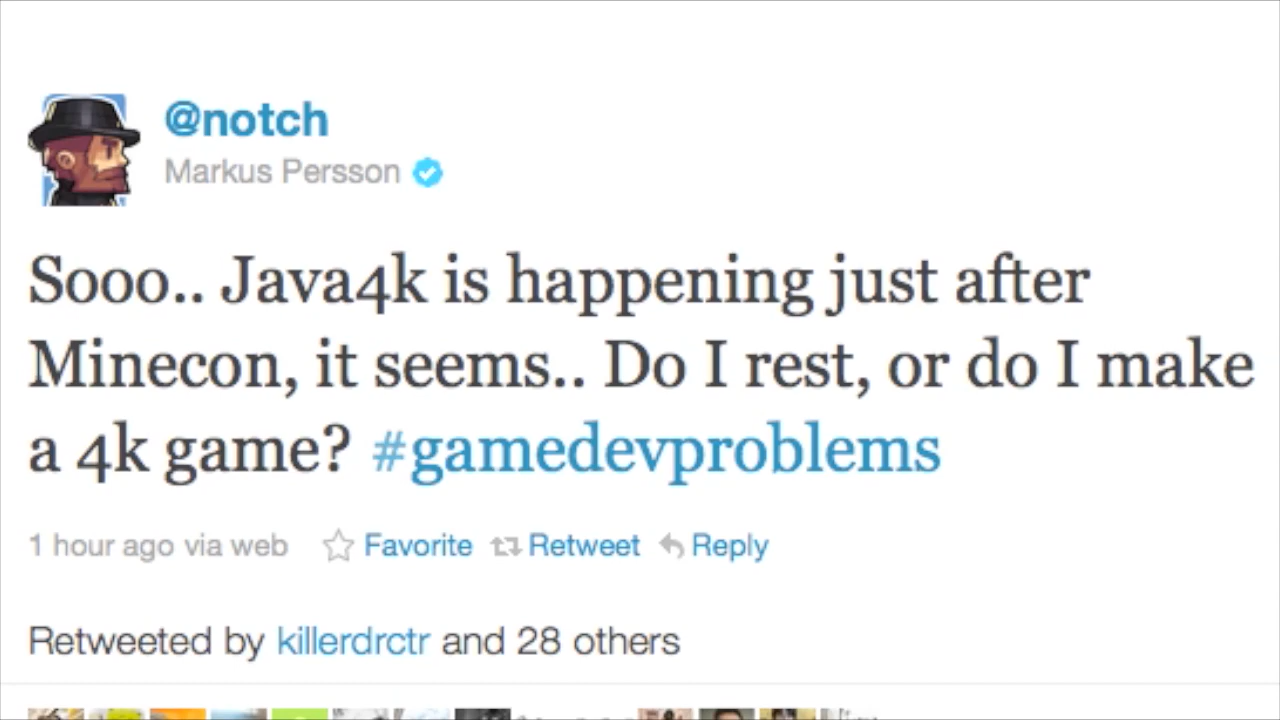 @notch
Markus Persson
Sooo.. Java4k is happening just after
Minecon, it seems.. Do I rest, or do I make
a 4k game? #gamedevproblems
1 hour ago via web Favorite Retweet Reply
Retweeted by killerdrctr and 28 others